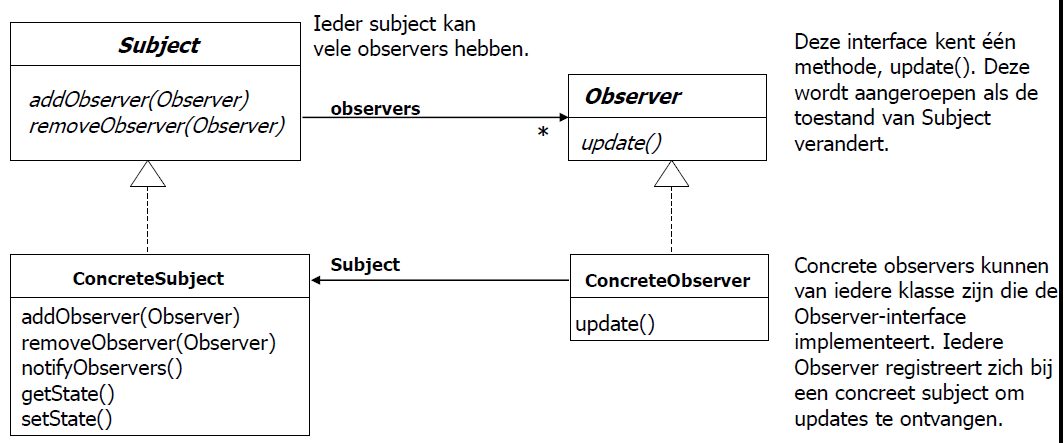 Subject
addObserver(Observer)
removeObserver(Observer)
Ieder subject kan
vele observers hebben.
observers
*
Observer
update()
Deze interface kent één
methode, update(). Deze
wordt aangeroepen als de
toestand van Subject
verandert.
ConcreteSubject
addObserver(Observer)
removeObserver(Observer)
notifyObservers()
getState()
setState()
Subject
ConcreteObserver
update()
Concrete observers kunnen
van iedere klasse zijn die de
Observer-interface
implementeert. Iedere
Observer registreert zich bij
een concreet subject om
updates te ontvangen.